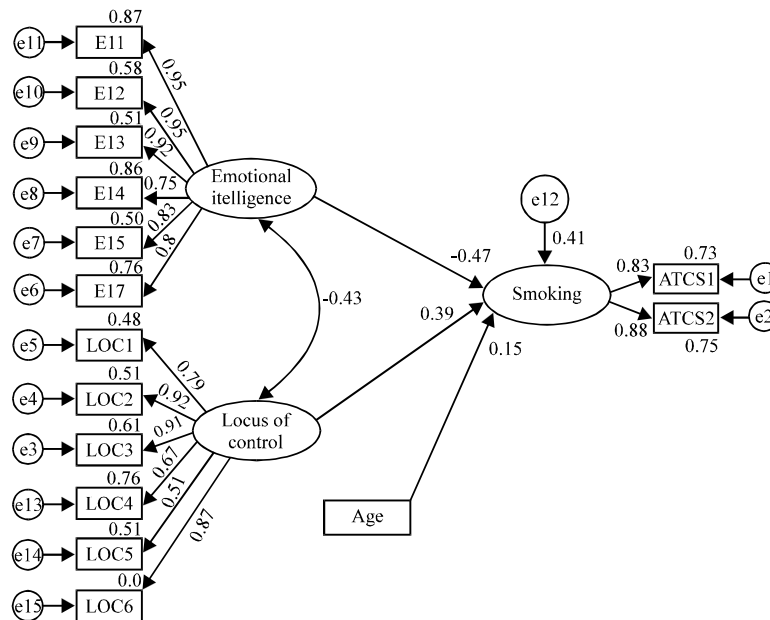 0.87
e11 E11
0.58
e10 E12
0.51
e9 E13
0.86
e8 E14
0.50
e7 E15
0.76
e6 E17
0.48
e5 LOC1
0.51
e4 LOC2
0.61
e3 LOC3
0.76
e13 LOC4
0.51
e14 LOC5
0.0
e15 LOC6
0.95
0.95
0.92
0.75
0.83
0.8
Emotional
itelligence
-0.43
0.79
0.92
0.91
0.67
0.51
0.87
Locus of
control
-0.47
0.39
0.15
Age
e12
0.41
Smoking
0.83
0.88
0.73
ATCS1 e1
ATCS2 e2
0.75